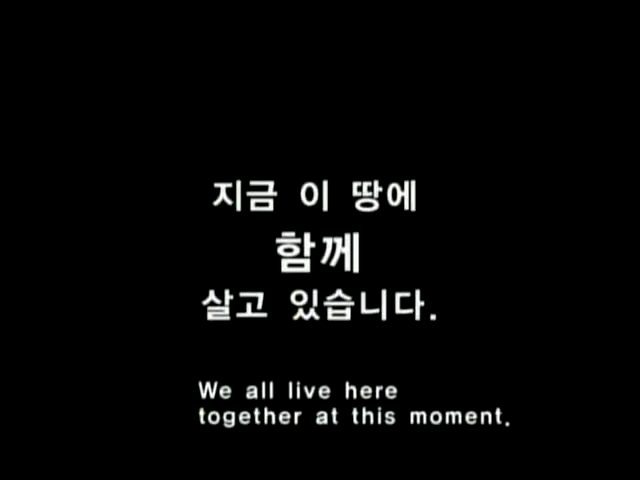 지금 이 땅에
함께
살고 있습니다.
We all live here
together at this moment.